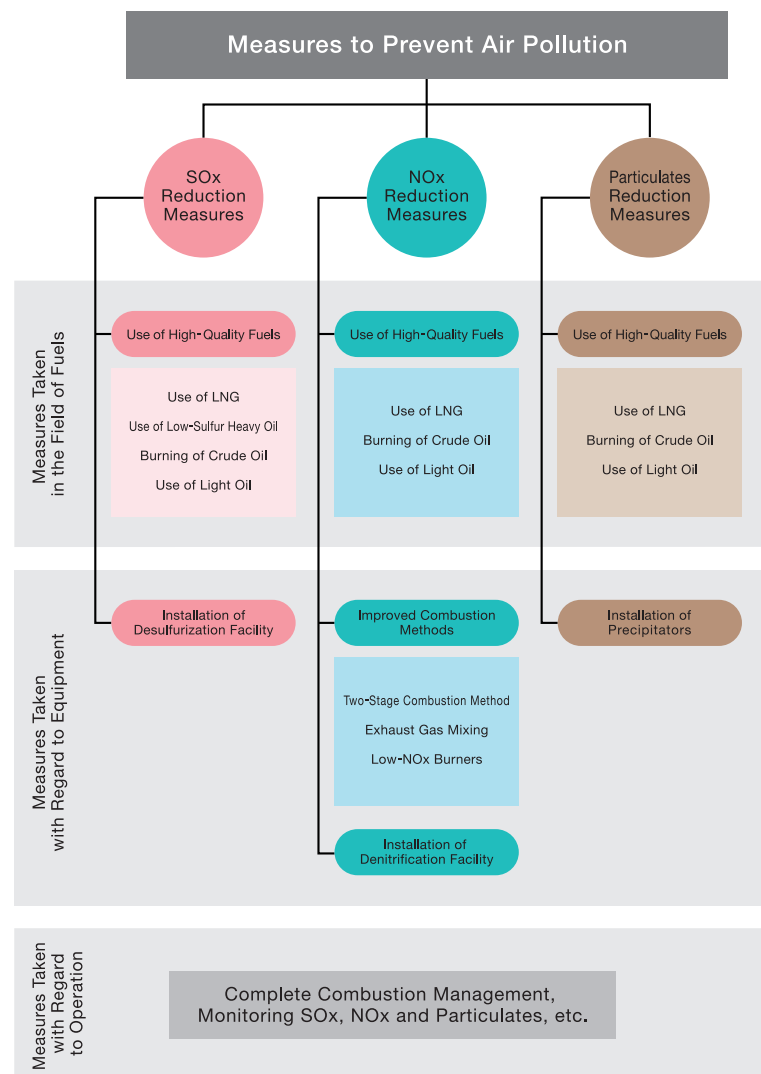 Measures to Prevent Air Pollution
SOx
Reduction
Measures
NOx
Reduction
Measures
Particulates
Reduction
Measures
Measures Taken
in the Field of Fuels
Use of High-Quality Fuels
Use of LNG
Use of Low-Sulfur Heavy Oil
Burning of Crude Oil
Use of Light Oil
Use of High-Quality Fuels
Use of LNG
Burning of Crude Oil
Use of Light Oil
Use of High-Quality Fuels
Use of LNG
Burning of Crude Oil
Use of Light Oil
Measures Taken
with Regard to Equipment
Installation of
Desulfurization Facility
Improved Combustion
Methods
Two-Stage Combustion Method
Exhaust Gas Mixing
Low-NOx Burners
Installation of
Denitrification Facility
Installation of
Precipitators
Measures Taken
with Regard
to Operation
Complete Combustion Management,
Monitoring SOx, NOx and Particulates, etc.